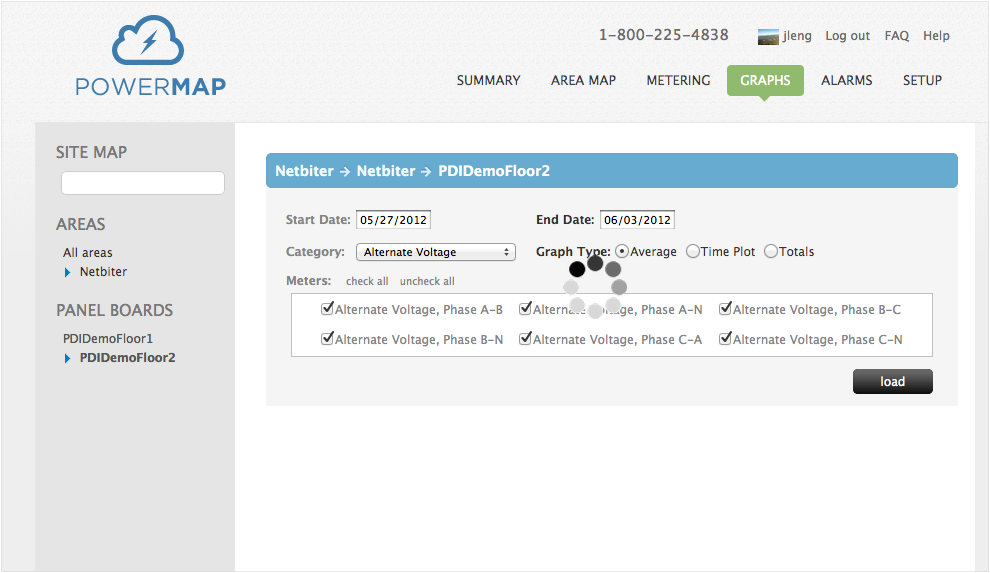 1-800-225-4838 jleng Log out FAQ Help
POWERMAP
SUMMARY AREA MAP METERING GRAPHS ALARMS SETUP
SITE MAP
AREAS
All areas
Netbiter
PANEL BOARDS
PDIDemoFloor1
PDIDemoFloor2
Netbiter → Netbiter → PDIDemoFloor2
Start Date: 05/27/2012 End Date: 06/03/2012
Category: Alternate Voltage Graph Type: Average Time Plot Totals
Meters: check all uncheck all
Alternate Voltage, Phase A-B Alternate Voltage, Phase A-N Alternate Voltage, Phase B-C
Alternate Voltage, Phase B-N Alternate Voltage, Phase C-A Alternate Voltage, Phase C-N
load